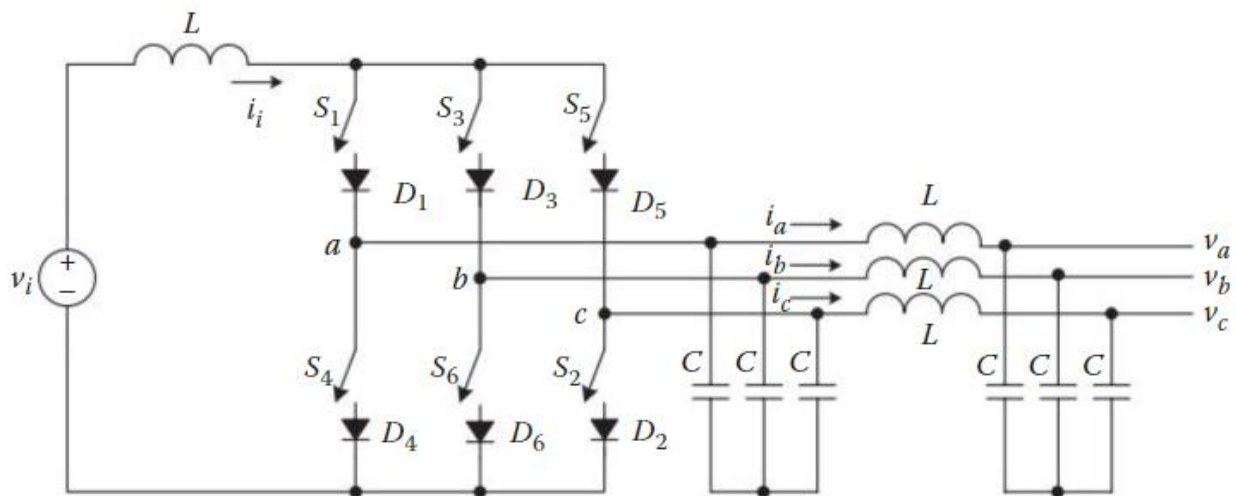 L
i_i
S_1
S_3
S_5
D_1
D_3
D_5
L
i_a
a
v_a
i_b
v_i
+
−
b
L
v_b
i_c
c
v_c
L
S_4
S_6
S_2
C
C
C
C
C
C
D_4
D_6
D_2